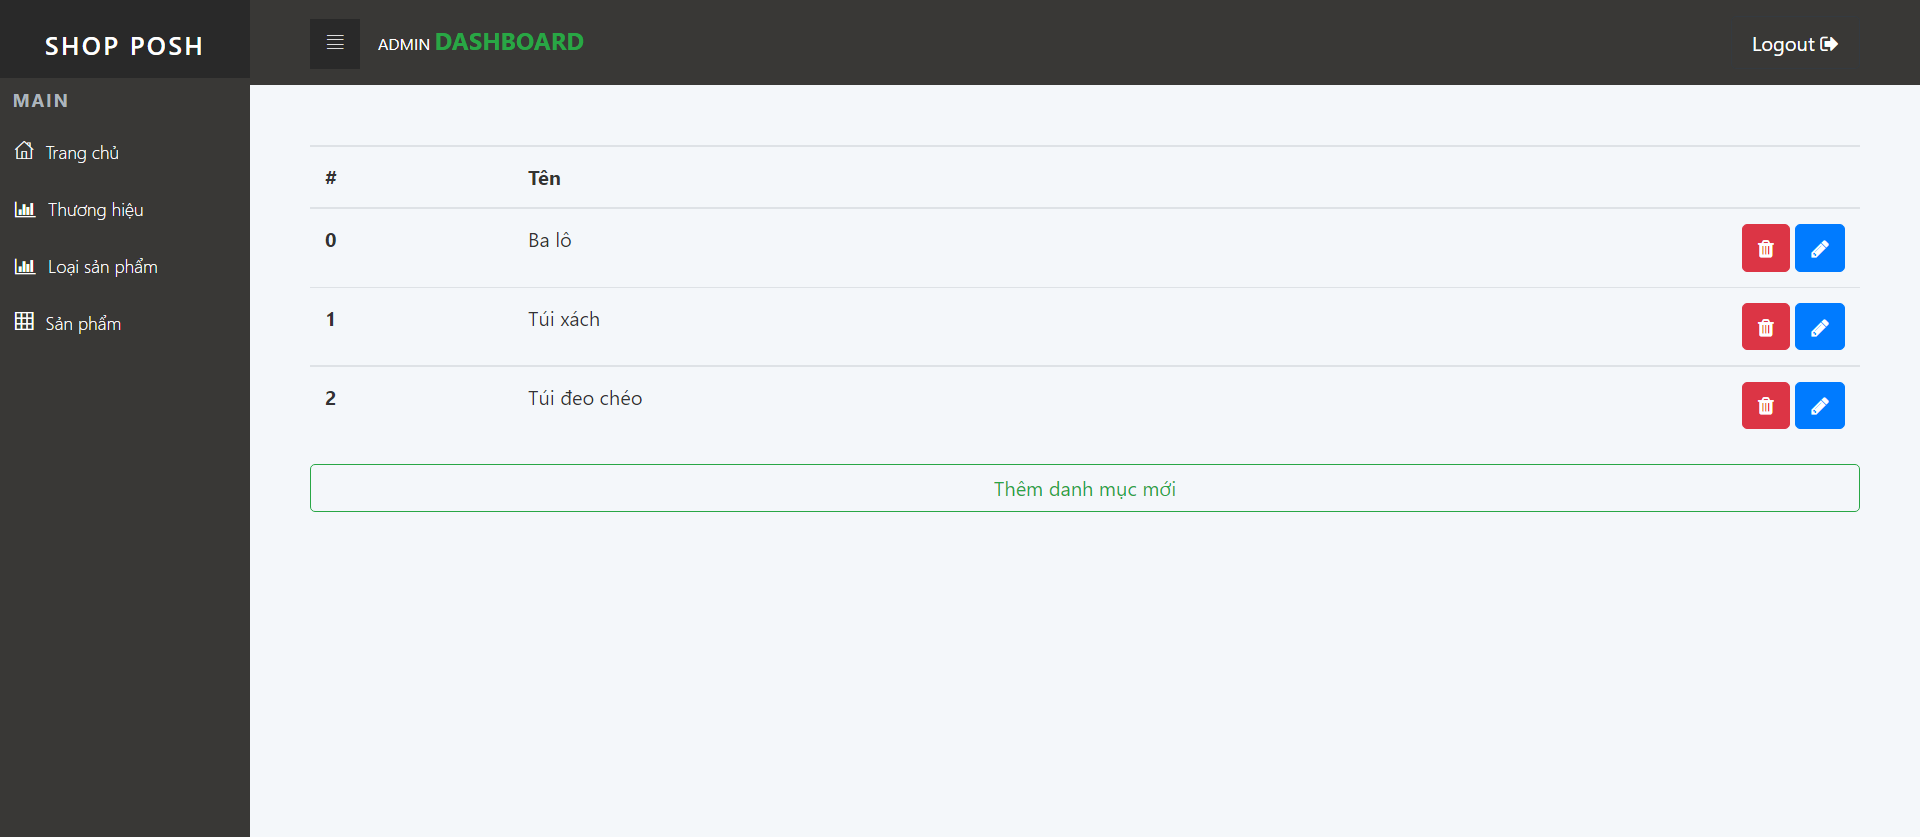 SHOP POSH
ADMIN DASHBOARD
Logout
MAIN
Trang chủ
Thương hiệu
Loại sản phẩm
Sản phẩm
# Tên
0 Ba lô
1 Túi xách
2 Túi đeo chéo
Thêm danh mục mới